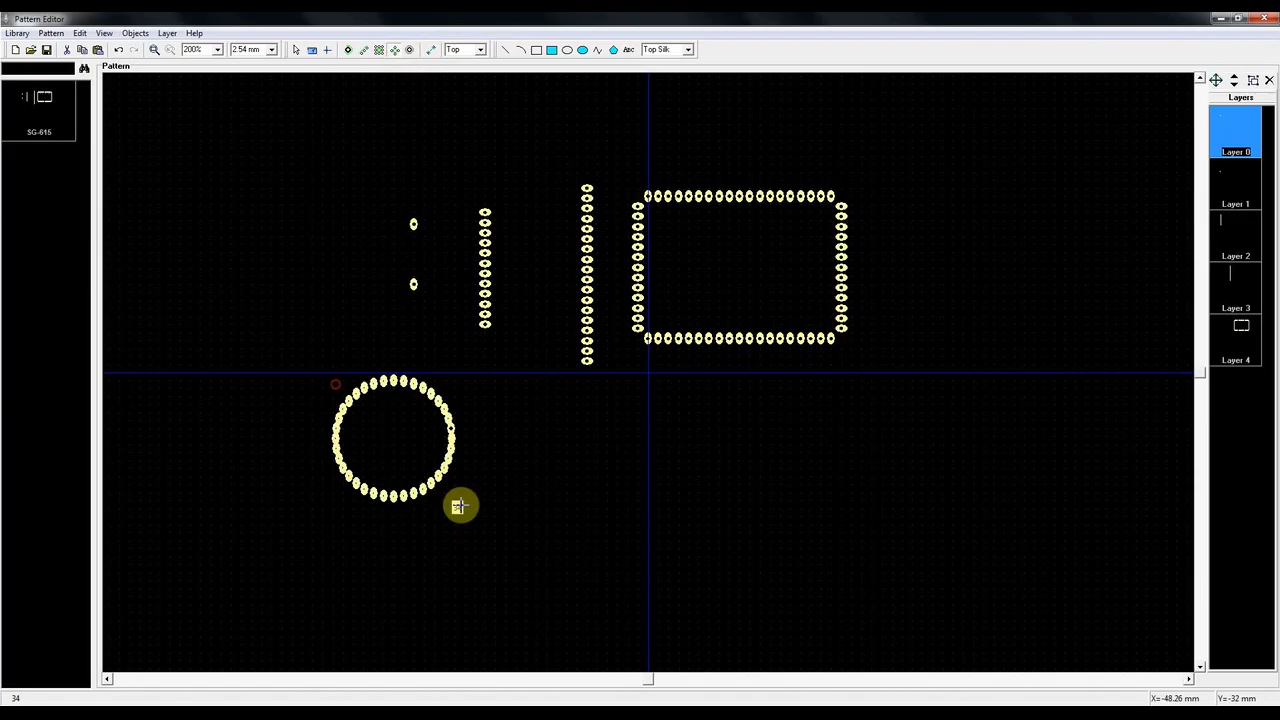 Pattern Editor
Library Pattern Edit View Objects Layer Help
200% 2.54 mm Top Abc Top Silk
Pattern
SG-615
Layers
Layer 0
Layer 1
Layer 2
Layer 3
Layer 4
34 X=-48.26 mm Y=-32 mm